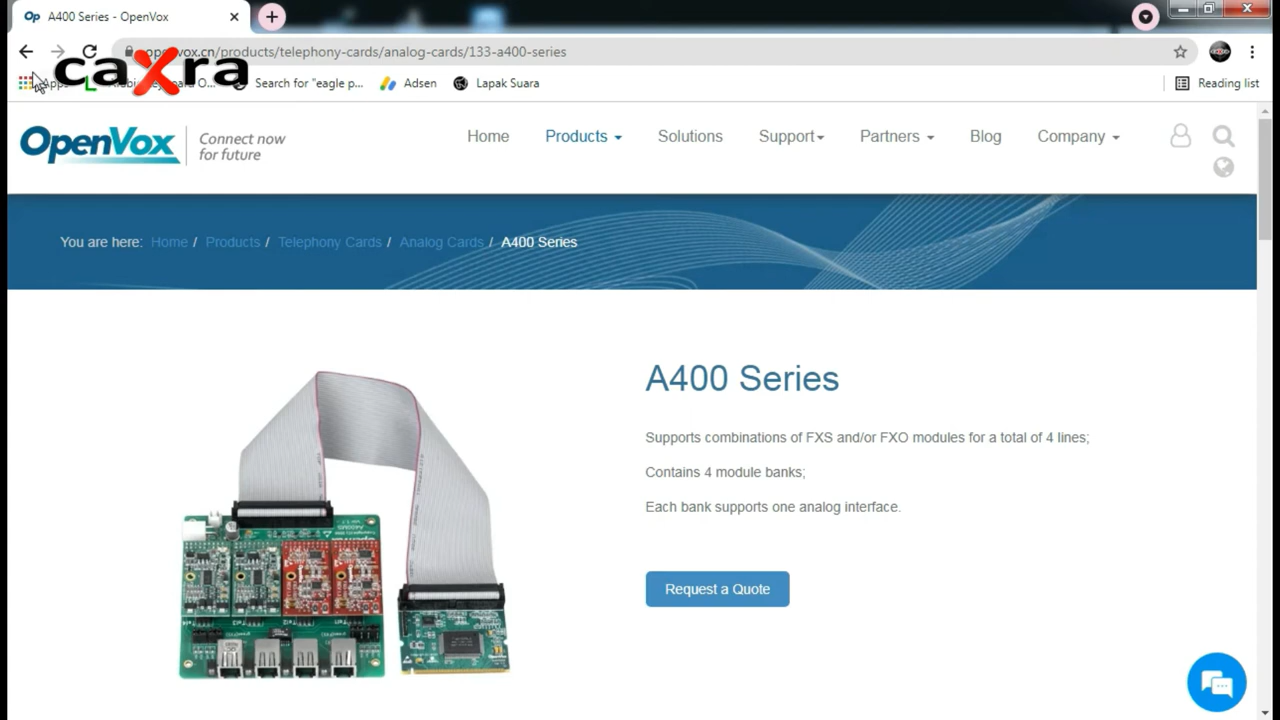 Op A400 Series - OpenVox
openvox.cn/products/telephony-cards/analog-cards/133-a400-series
caxra
Apps
Search for "eagle p...
Adsen
Lapak Suara
Reading list
OpenVox
Connect now
for future
Home
Products
Solutions
Support
Partners
Blog
Company
You are here: Home / Products / Telephony Cards / Analog Cards / A400 Series
A400 Series
Supports combinations of FXS and/or FXO modules for a total of 4 lines;
Contains 4 module banks;
Each bank supports one analog interface.
Request a Quote